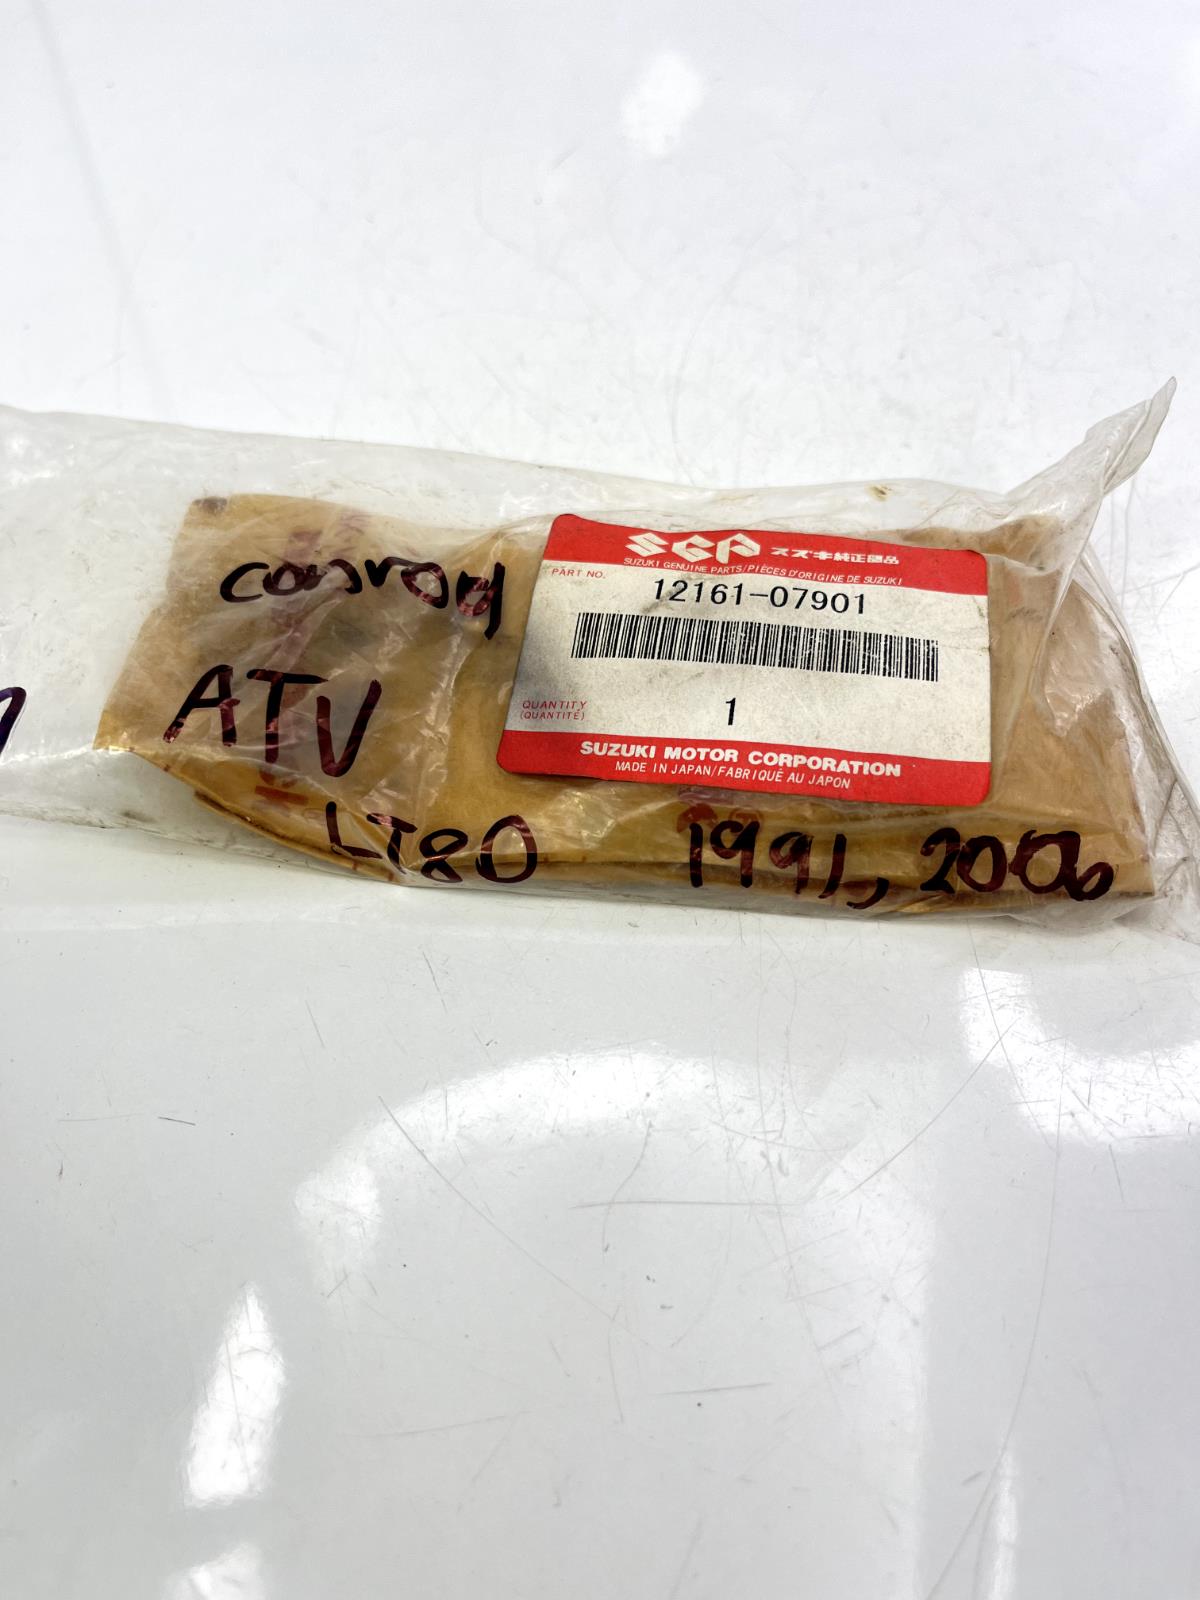 SGP スズキ純正部品
SUZUKI GENUINE PARTS/PIÈCES D'ORIGINE DE SUZUKI
PART NO.
12161-07901
QUANTITY
(QUANTITÉ)
1
SUZUKI MOTOR CORPORATION
MADE IN JAPAN/FABRIQUÉ AU JAPON
conrod
ATV
LT80 1991, 2006